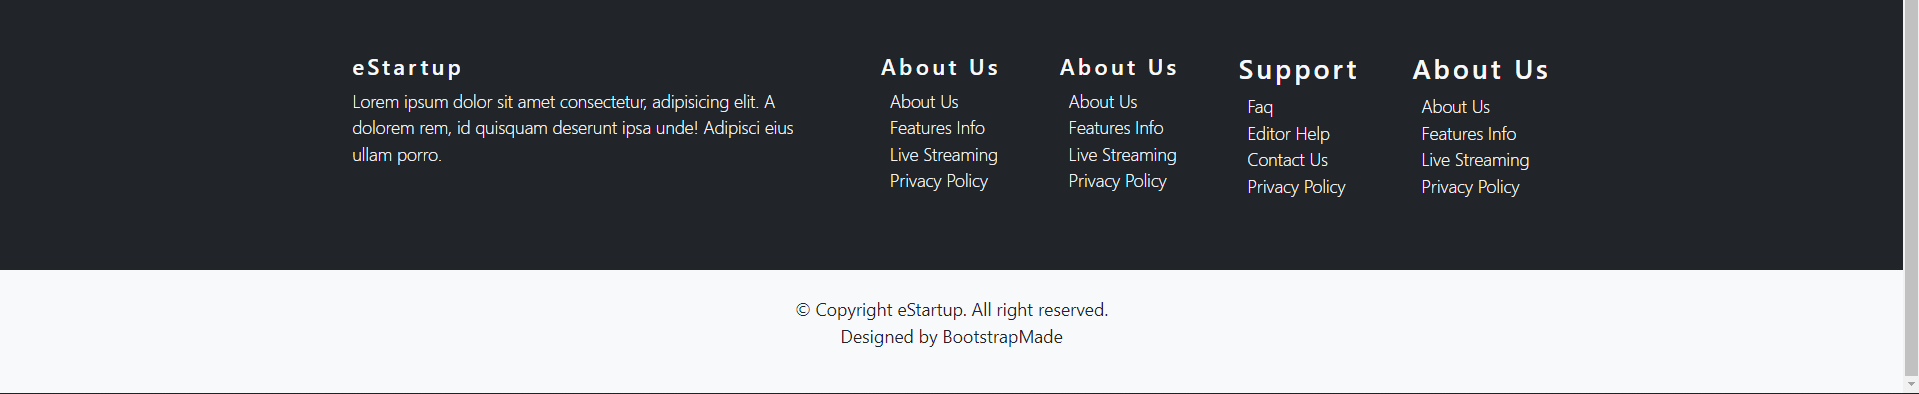 eStartup
Lorem ipsum dolor sit amet consectetur, adipisicing elit. A
dolorem rem, id quisquam deserunt ipsa unde! Adipisci eius
ullam porro.
About Us
About Us
Features Info
Live Streaming
Privacy Policy
About Us
About Us
Features Info
Live Streaming
Privacy Policy
Support
Faq
Editor Help
Contact Us
Privacy Policy
About Us
About Us
Features Info
Live Streaming
Privacy Policy
© Copyright eStartup. All right reserved.
Designed by BootstrapMade